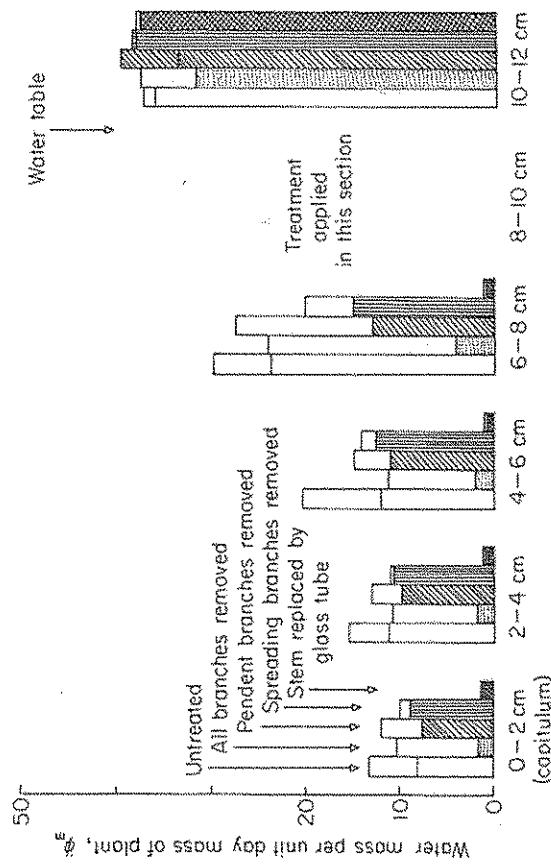 Water mass per unit dry mass of plant, ϕ̄m
50
10
0
Untreated
All branches removed
Pendent branches removed
Spreading branches removed
Stem replaced by
glass tube
Water table
Treatment
applied
in this section
0–2 cm
(capitulum)
2–4 cm
4–6 cm
6–8 cm
8–10 cm
10–12 cm